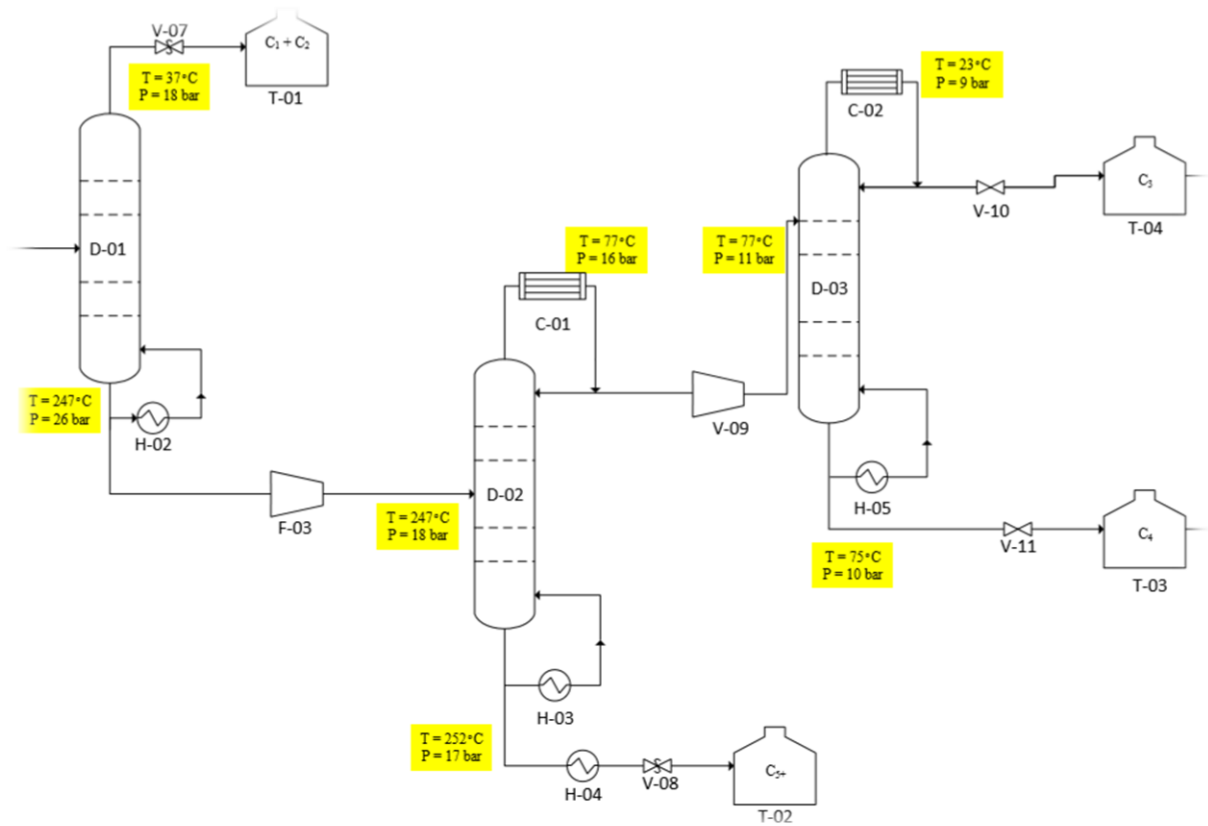 V-07
C₁ + C₂
T = 37°C
P = 18 bar
T-01
D-01
T = 247°C
P = 26 bar
H-02
F-03
T = 247°C
P = 18 bar
T = 77°C
P = 16 bar
C-01
D-02
H-03
T = 252°C
P = 17 bar
H-04
V-08
C₅₊
T-02
V-09
T = 77°C
P = 11 bar
C-02
T = 23°C
P = 9 bar
D-03
V-10
C₃
T-04
H-05
T = 75°C
P = 10 bar
V-11
C₄
T-03